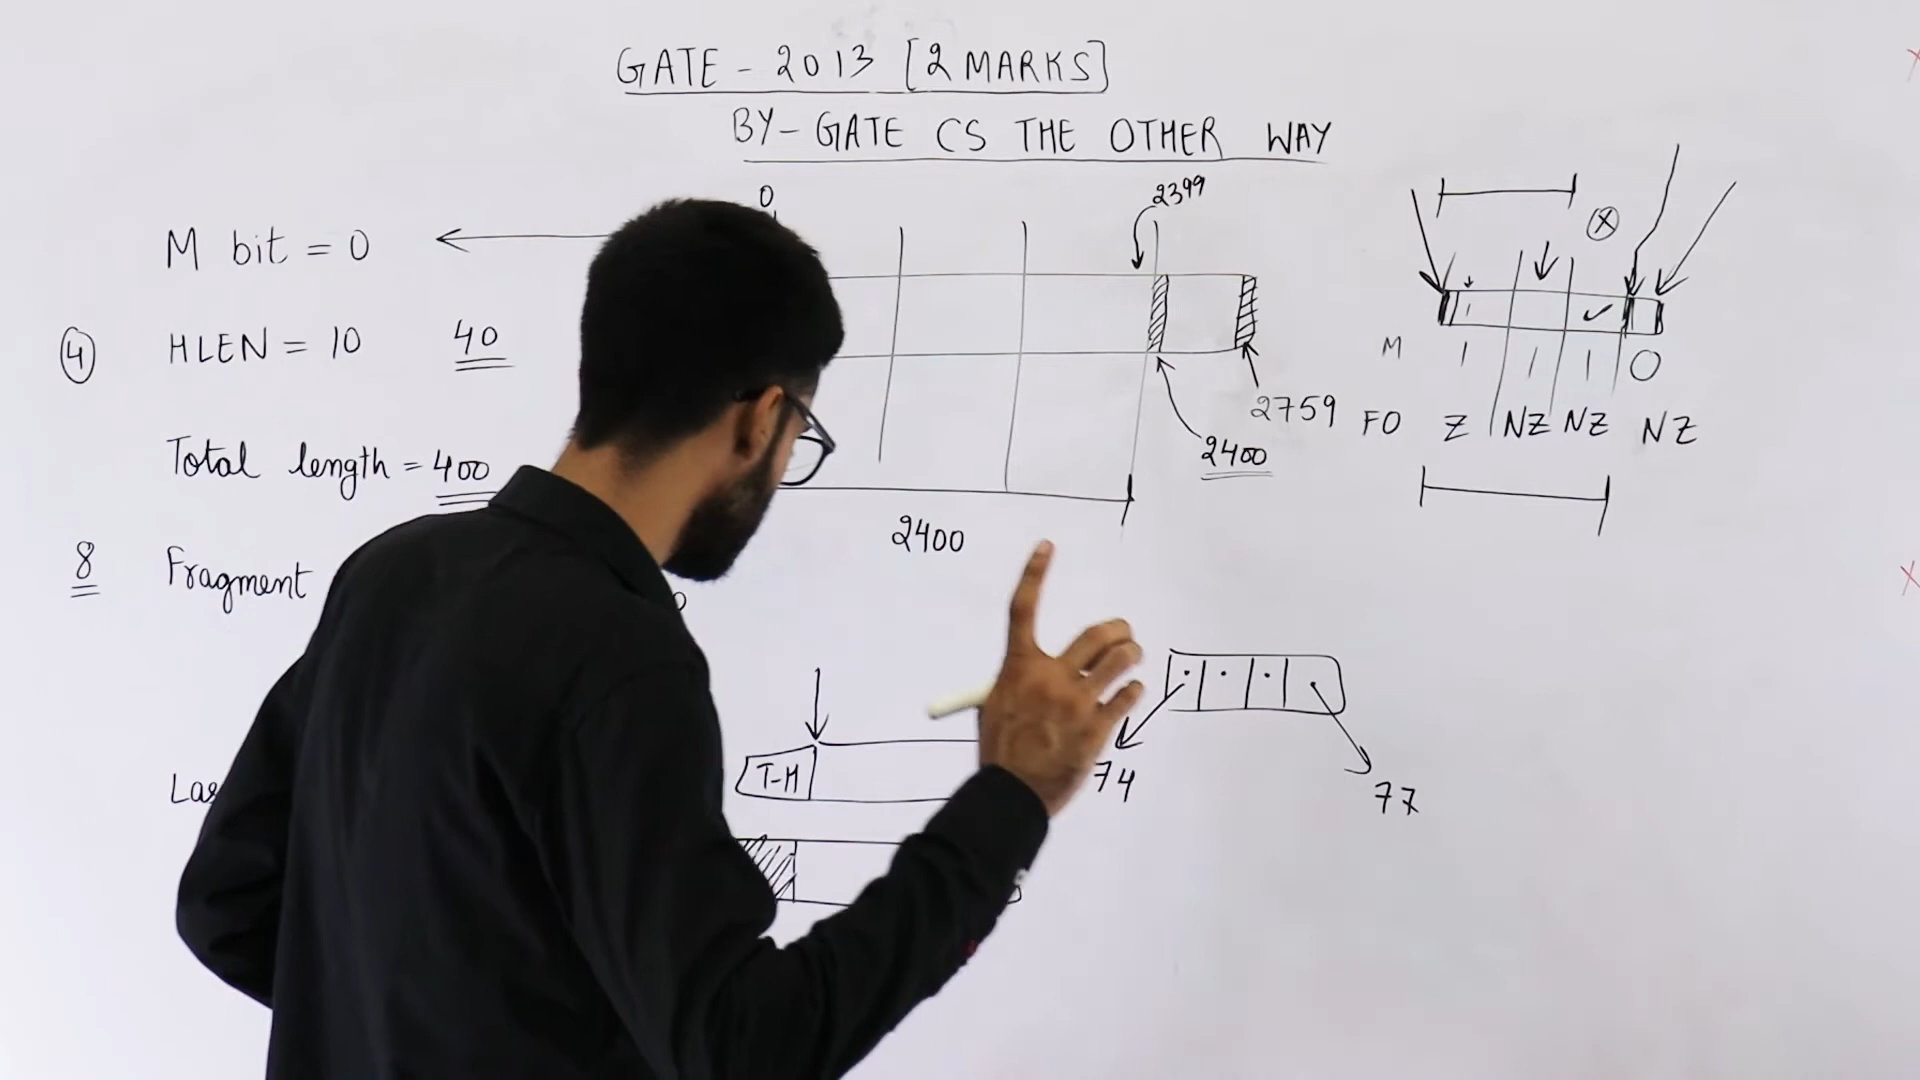 GATE - 2013 [2 MARKS]
BY- GATE CS THE OTHER WAY
0
2399
M bit = 0
4 HLEN = 10 40
Total length = 400
8 Fragment
2400
2759
2400
M 1 1 1 0
FO Z NZ NZ NZ
T-H
74
77